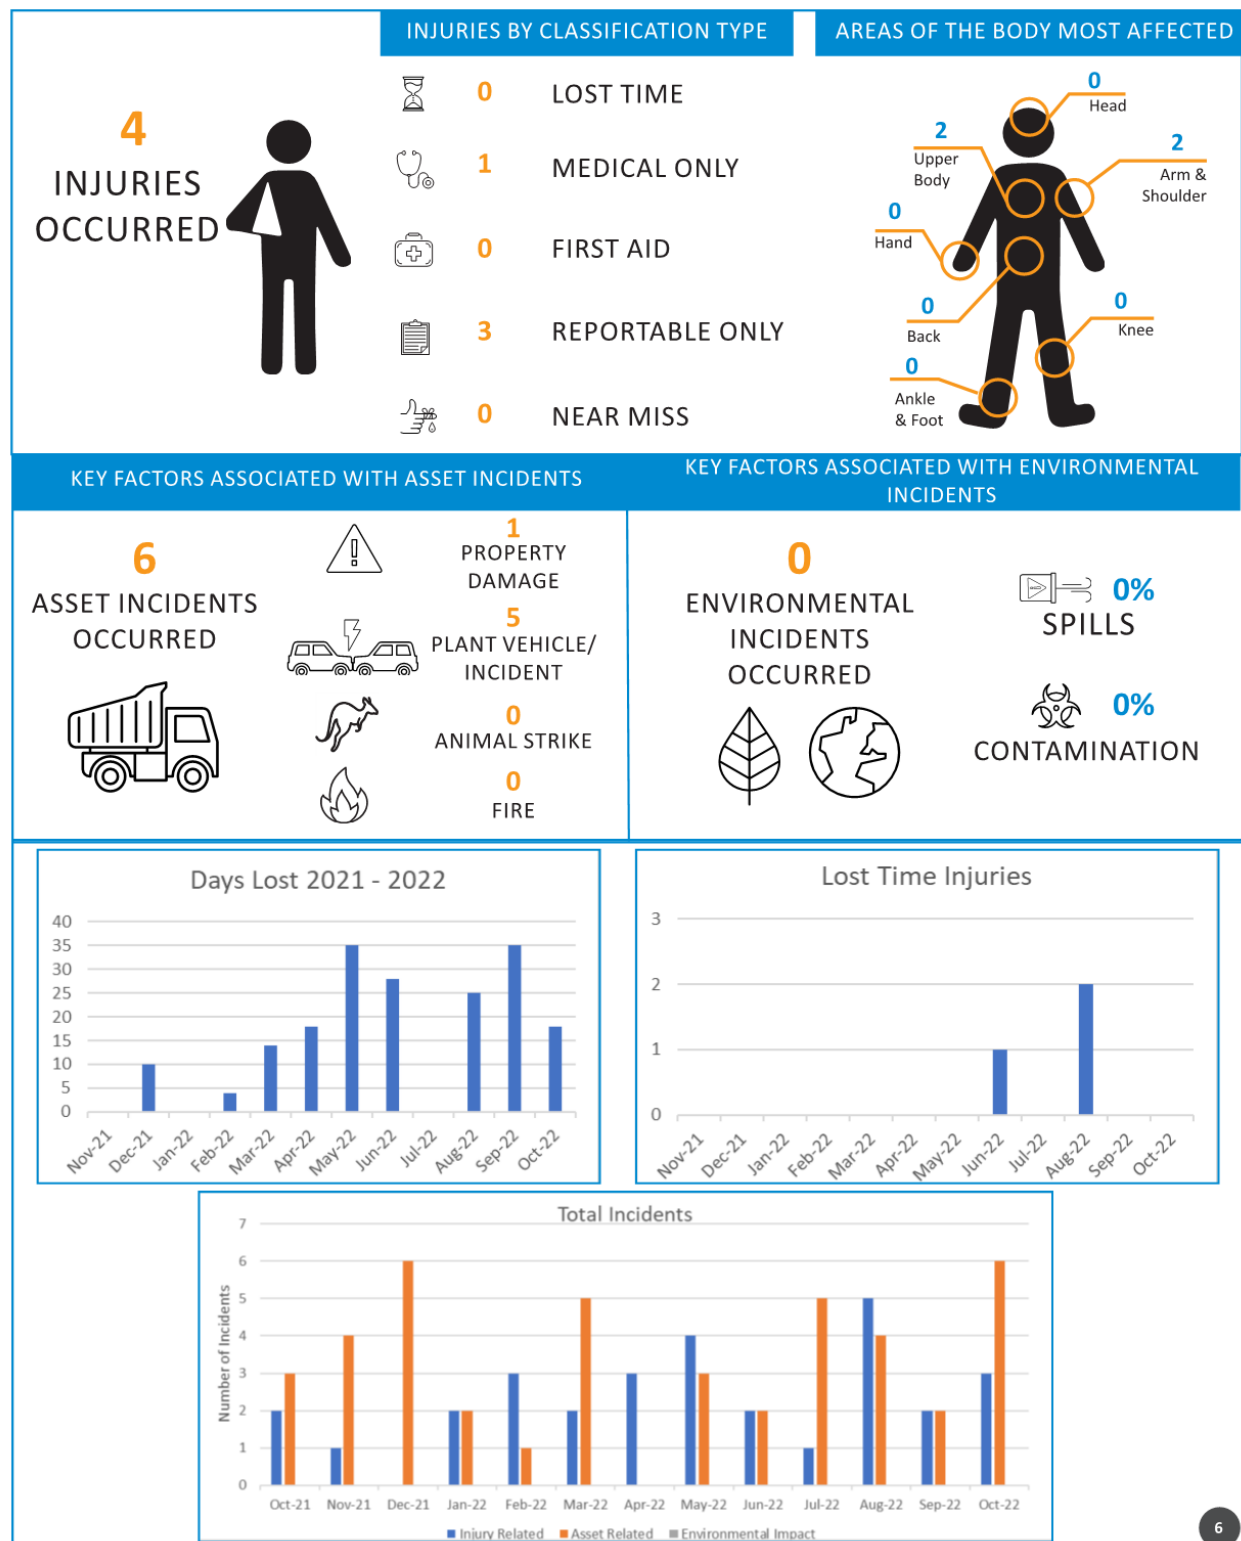 INJURIES BY CLASSIFICATION TYPE
AREAS OF THE BODY MOST AFFECTED
4
INJURIES
OCCURRED
0 LOST TIME
1 MEDICAL ONLY
0 FIRST AID
3 REPORTABLE ONLY
0 NEAR MISS
0
Head
2
Upper
Body
2
Arm &
Shoulder
0
Hand
0
Back
0
Knee
0
Ankle
& Foot
KEY FACTORS ASSOCIATED WITH ASSET INCIDENTS
KEY FACTORS ASSOCIATED WITH ENVIRONMENTAL
INCIDENTS
6
ASSET INCIDENTS
OCCURRED
1
PROPERTY
DAMAGE
5
PLANT VEHICLE/
INCIDENT
0
ANIMAL STRIKE
0
FIRE
0
ENVIRONMENTAL
INCIDENTS
OCCURRED
0%
SPILLS
0%
CONTAMINATION
Days Lost 2021 - 2022
40
35
30
25
20
15
10
5
0
Nov-21 Dec-21 Jan-22 Feb-22 Mar-22 Apr-22 May-22 Jun-22 Jul-22 Aug-22 Sep-22 Oct-22
Lost Time Injuries
3
2
1
0
Nov-21 Dec-21 Jan-22 Feb-22 Mar-22 Apr-22 May-22 Jun-22 Jul-22 Aug-22 Sep-22 Oct-22
Total Incidents
Number of Incidents
7
6
5
4
3
2
1
0
Oct-21 Nov-21 Dec-21 Jan-22 Feb-22 Mar-22 Apr-22 May-22 Jun-22 Jul-22 Aug-22 Sep-22 Oct-22
Injury Related Asset Related Environmental Impact
6